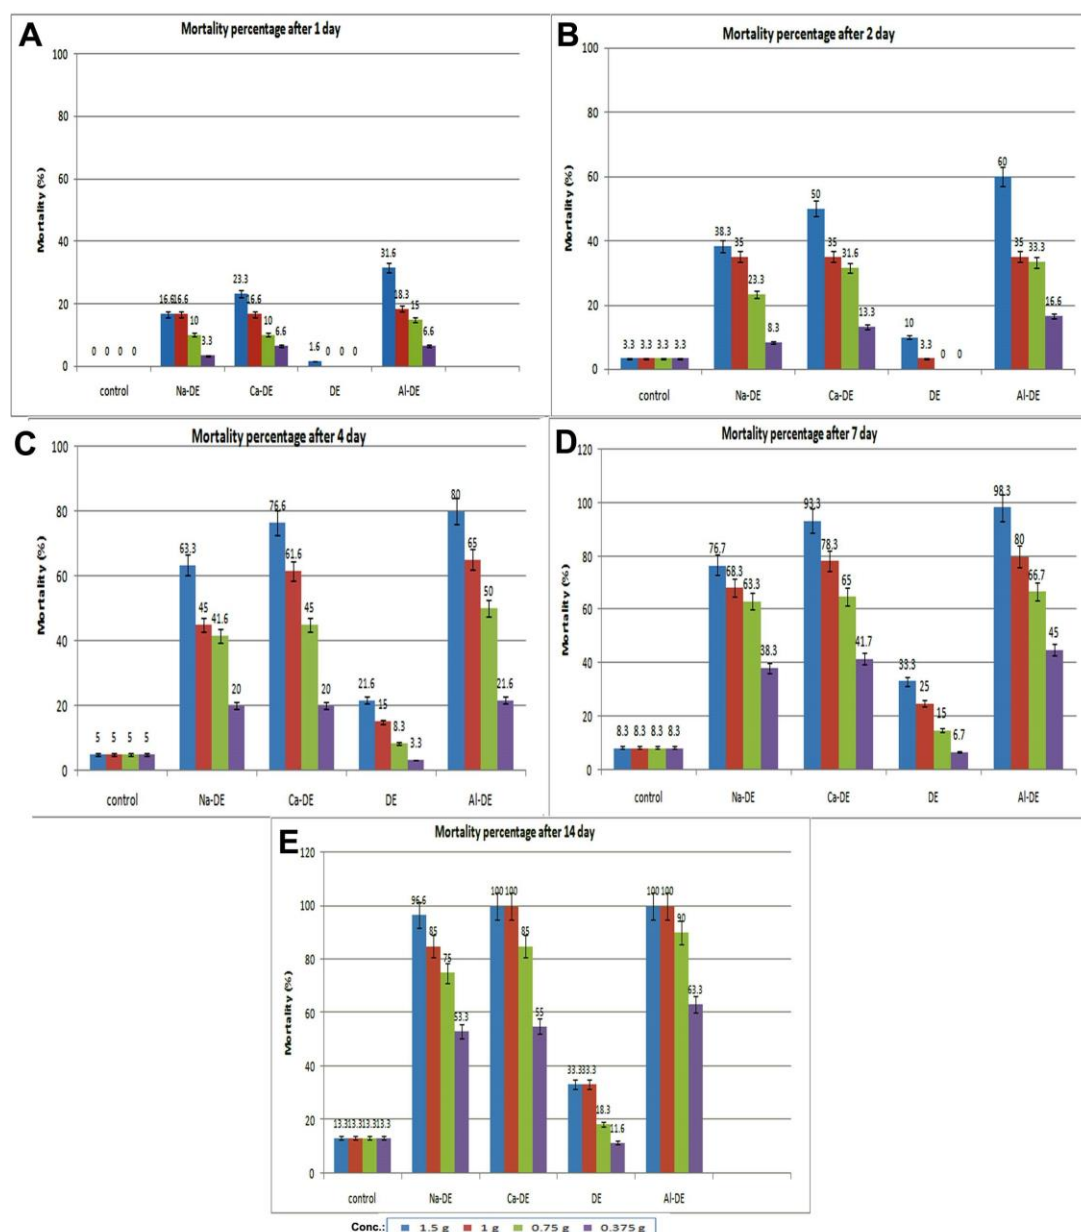 A
Mortality percentage after 1 day
Mortality (%)
100
80
60
40
20
0
0 0 0 0
16.6 16.6 10 3.3
23.3 16.6 10 6.6
1.6 0 0 0
31.6 18.3 15 6.6
control Na-DE Ca-DE DE Al-DE
B
Mortality percentage after 2 day
Mortality (%)
100
80
60
40
20
0
3.3 3.3 3.3 3.3
38.3 35 23.3 8.3
50 35 31.6 13.3
10 3.3 0 0
60 35 33.3 16.6
control Na-DE Ca-DE DE Al-DE
C
Mortality percentage after 4 day
Mortality (%)
100
80
60
40
20
0
5 5 5 5
63.3 45 41.6 20
76.6 61.6 45 20
21.6 15 8.3 3.3
80 65 50 21.6
control Na-DE Ca-DE DE Al-DE
D
Mortality percentage after 7 day
Mortality (%)
120
100
80
60
40
20
0
8.3 8.3 8.3 8.3
76.7 68.3 63.3 38.3
93.3 78.3 65 41.7
33.3 25 15 6.7
98.3 80 66.7 45
control Na-DE Ca-DE DE Al-DE
E
Mortality percentage after 14 day
Mortality (%)
120
100
80
60
40
20
0
13.3 13.3 13.3 13.3
96.6 85 75 53.3
100 100 85 55
33.3 33.3 18.3 11.6
100 100 90 63.3
control Na-DE Ca-DE DE Al-DE
Conc.: 1.5 g 1 g 0.75 g 0.375 g